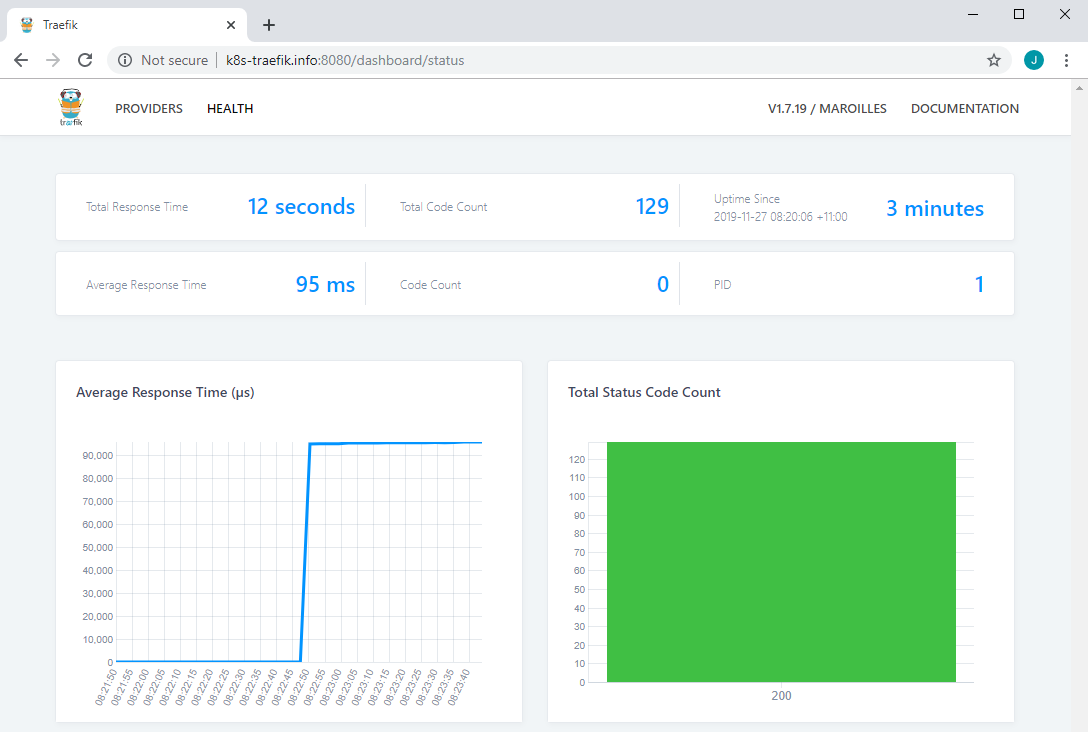 Traefik
Not secure
k8s-traefik.info:8080/dashboard/status
J
træfik
PROVIDERS
HEALTH
V1.7.19 / MAROILLES
DOCUMENTATION
Total Response Time
12 seconds
Total Code Count
129
Uptime Since
2019-11-27 08:20:06 +11:00
3 minutes
Average Response Time
95 ms
Code Count
0
PID
1
Average Response Time (µs)
90,000
80,000
70,000
60,000
50,000
40,000
30,000
20,000
10,000
0
08:21:50
08:21:55
08:22:00
08:22:05
08:22:10
08:22:15
08:22:20
08:22:25
08:22:30
08:22:35
08:22:40
08:22:45
08:22:50
08:22:55
08:23:00
08:23:05
08:23:10
08:23:15
08:23:20
08:23:25
08:23:30
08:23:35
08:23:40
Total Status Code Count
120
110
100
90
80
70
60
50
40
30
20
10
0
200